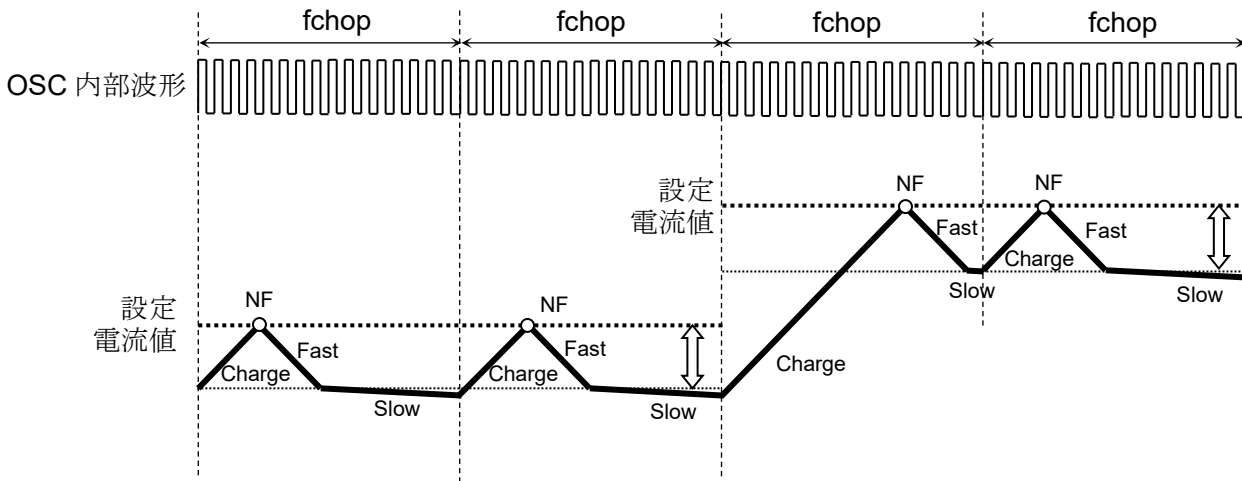 fchop fchop fchop fchop
OSC 内部波形
設定
電流値
NF
Fast
Charge
Slow
NF
Fast
Charge
Slow
設定
電流値
NF
Fast
Charge
Slow
NF
Fast
Charge
Slow